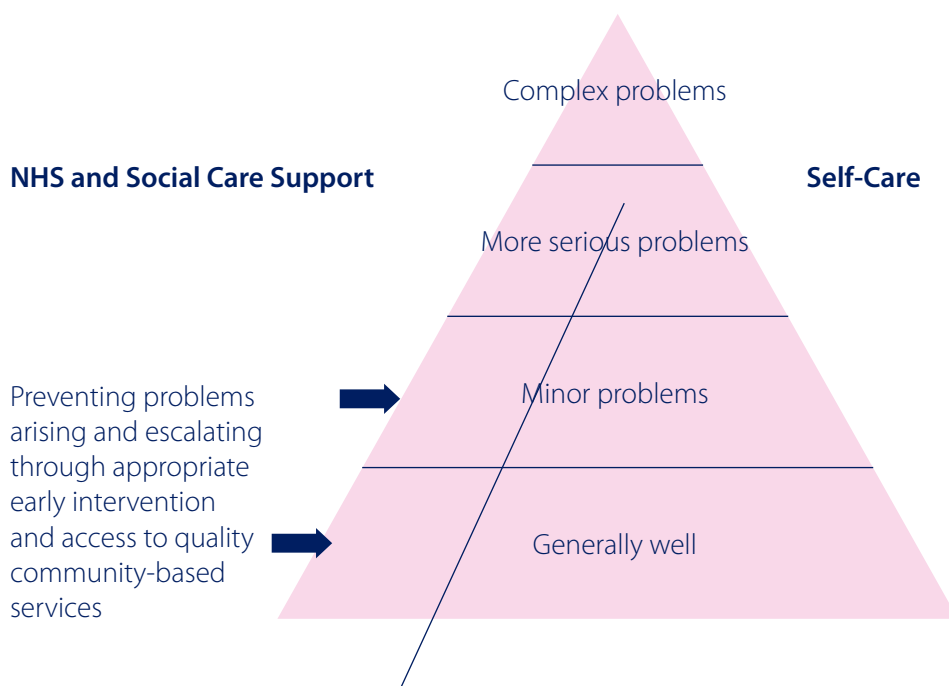 Complex problems
NHS and Social Care Support
Self-Care
More serious problems
Preventing problems
arising and escalating
through appropriate
early intervention
and access to quality
community-based
services
Minor problems
Generally well